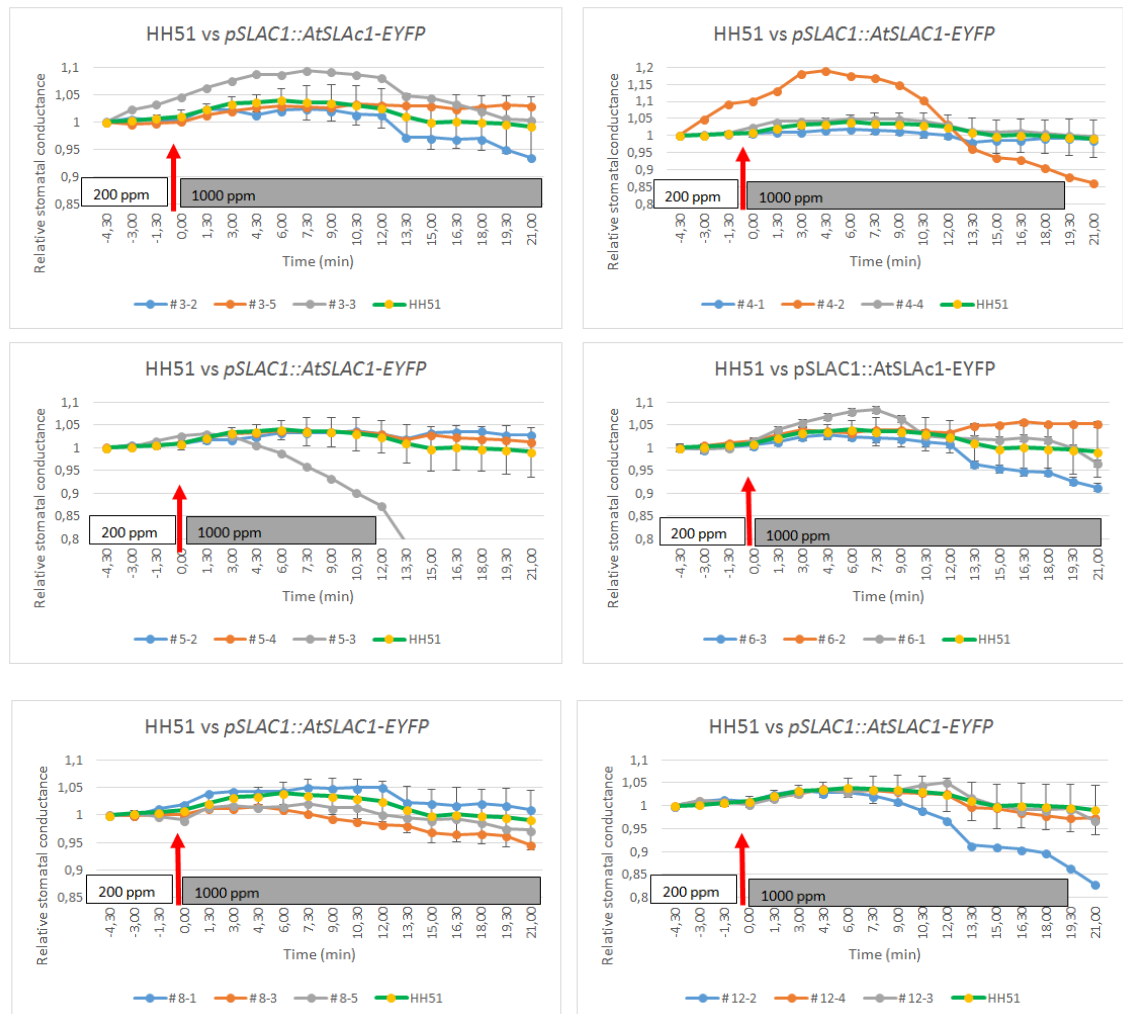 HH51 vs pSLAC1::AtSLAc1-EYFP
Relative stomatal conductance
1,1
1,05
1
0,95
0,9
0,85
200 ppm
1000 ppm
-4,30 -3,00 -1,30 0,00 1,30 3,00 4,30 6,00 7,30 9,00 10,30 12,00 13,30 15,00 16,30 18,00 19,30 21,00
Time (min)
#3-2 #3-5 #3-3 HH51
HH51 vs pSLAC1::AtSLAc1-EYFP
Relative stomatal conductance
1,2
1,15
1,1
1,05
1
0,95
0,9
0,85
0,8
200 ppm
1000 ppm
-4,30 -3,00 -1,30 0,00 1,30 3,00 4,30 6,00 7,30 9,00 10,30 12,00 13,30 15,00 16,30 18,00 19,30 21,00
Time (min)
#4-1 #4-2 #4-4 HH51
HH51 vs pSLAC1::AtSLAC1-EYFP
Relative stomatal conductance
1,1
1,05
1
0,95
0,9
0,85
0,8
200 ppm
1000 ppm
-4,30 -3,00 -1,30 0,00 1,30 3,00 4,30 6,00 7,30 9,00 10,30 12,00 13,30 15,00 16,30 18,00 19,30 21,00
Time (min)
#5-2 #5-4 #5-3 HH51
HH51 vs pSLAC1::AtSLAc1-EYFP
Relative stomatal conductance
1,1
1,05
1
0,95
0,9
0,85
0,8
200 ppm
1000 ppm
-4,30 -3,00 -1,30 0,00 1,30 3,00 4,30 6,00 7,30 9,00 10,30 12,00 13,30 15,00 16,30 18,00 19,30 21,00
Time (min)
#6-3 #6-2 #6-1 HH51
HH51 vs pSLAC1::AtSLAC1-EYFP
Relative stomatal conductance
1,1
1,05
1
0,95
0,9
0,85
200 ppm
1000 ppm
-4,30 -3,00 -1,30 0,00 1,30 3,00 4,30 6,00 7,30 9,00 10,30 12,00 13,30 15,00 16,30 18,00 19,30 21,00
Time (min)
#8-1 #8-3 #8-5 HH51
HH51 vs pSLAC1::AtSLAC1-EYFP
Relative stomatal conductance
1,1
1,05
1
0,95
0,9
0,85
0,8
200 ppm
1000 ppm
-4,30 -3,00 -1,30 0,00 1,30 3,00 4,30 6,00 7,30 9,00 10,30 12,00 13,30 15,00 16,30 18,00 19,30 21,00
Time (min)
#12-2 #12-4 #12-3 HH51